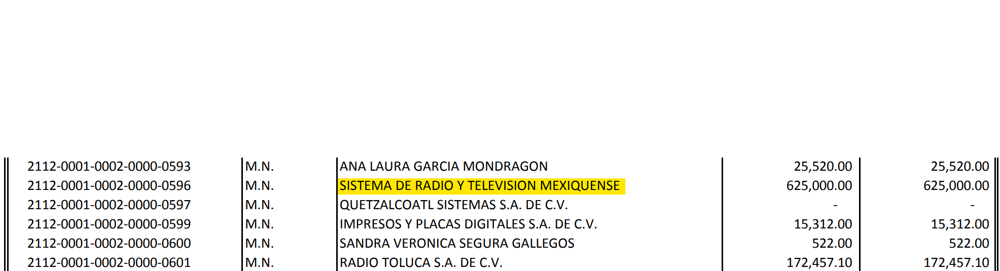 2112-0001-0002-0000-0593 M.N. ANA LAURA GARCIA MONDRAGON 25,520.00 25,520.00
2112-0001-0002-0000-0596 M.N. SISTEMA DE RADIO Y TELEVISION MEXIQUENSE 625,000.00 625,000.00
2112-0001-0002-0000-0597 M.N. QUETZALCOATL SISTEMAS S.A. DE C.V. - -
2112-0001-0002-0000-0599 M.N. IMPRESOS Y PLACAS DIGITALES S.A. DE C.V. 15,312.00 15,312.00
2112-0001-0002-0000-0600 M.N. SANDRA VERONICA SEGURA GALLEGOS 522.00 522.00
2112-0001-0002-0000-0601 M.N. RADIO TOLUCA S.A. DE C.V. 172,457.10 172,457.10